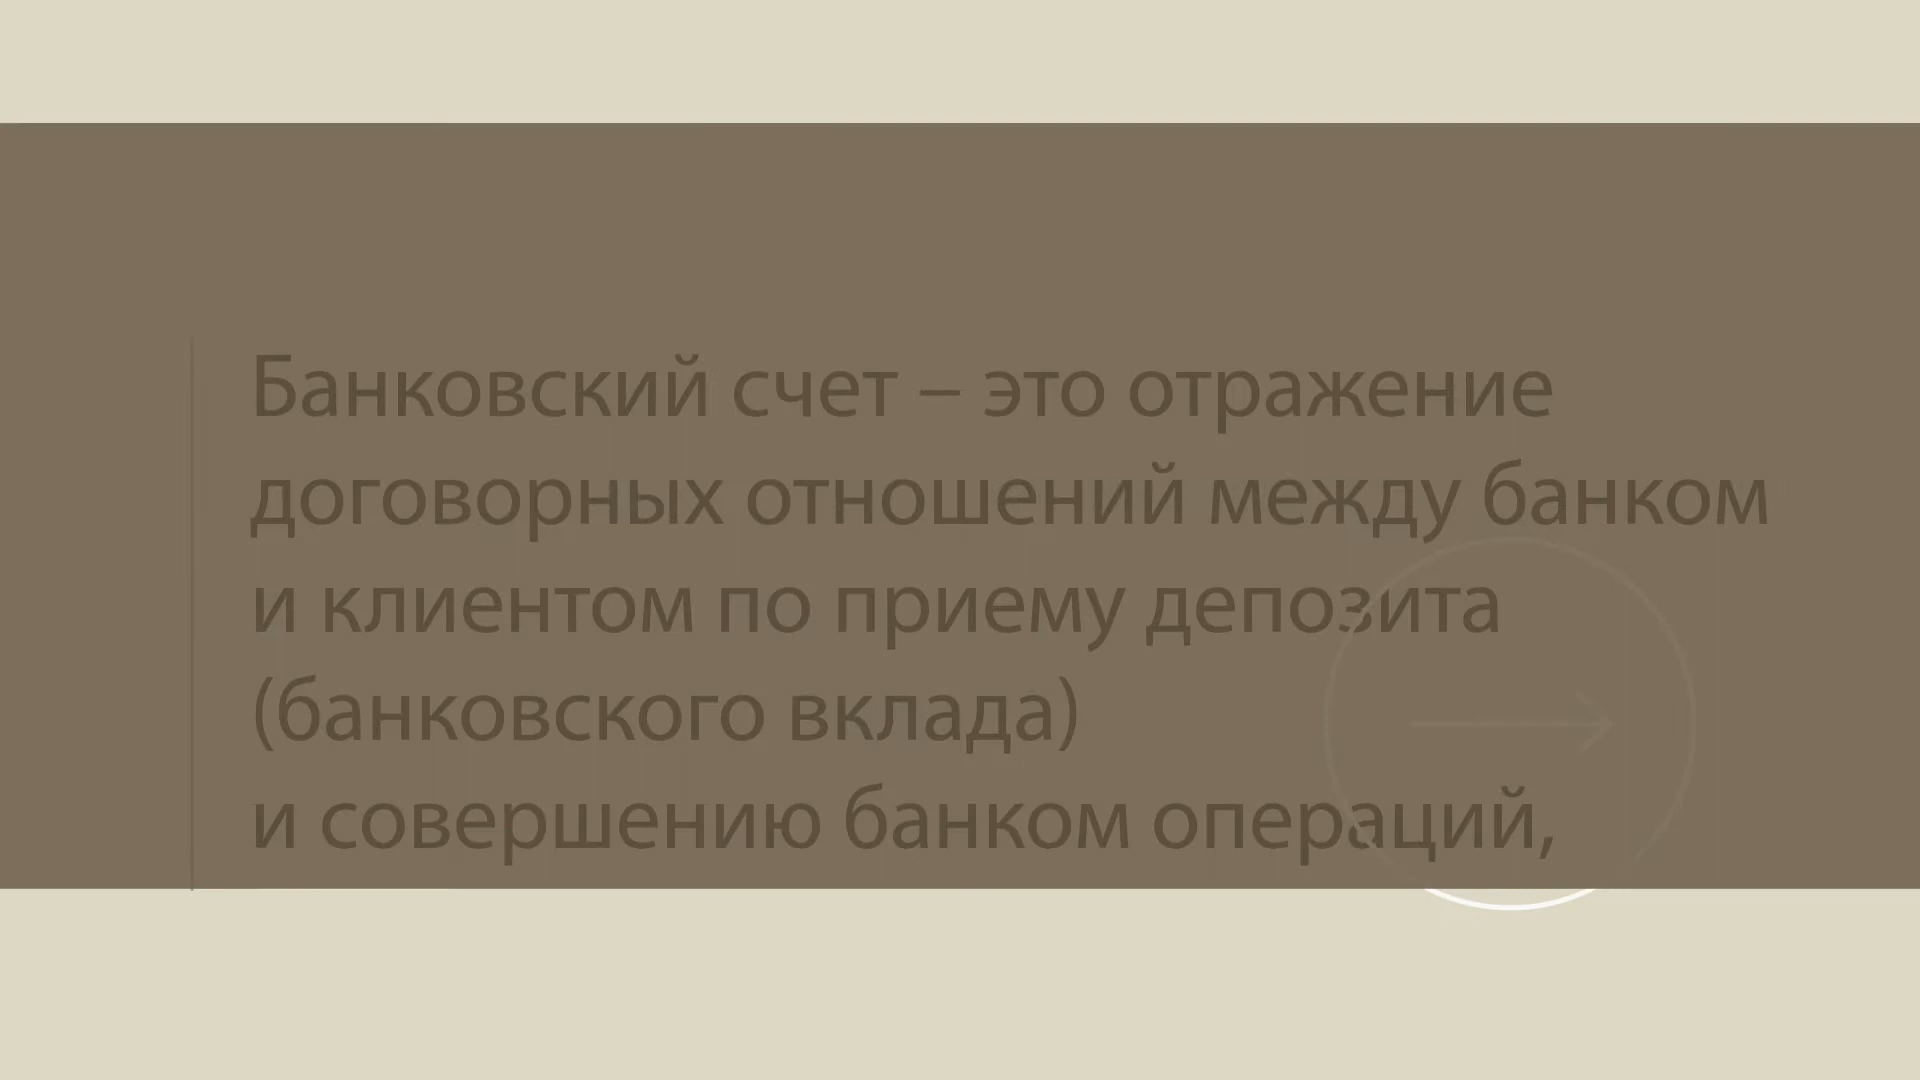 Банковский счет – это отражение
договорных отношений между банком
и клиентом по приему депозита
(банковского вклада)
и совершению банком операций,